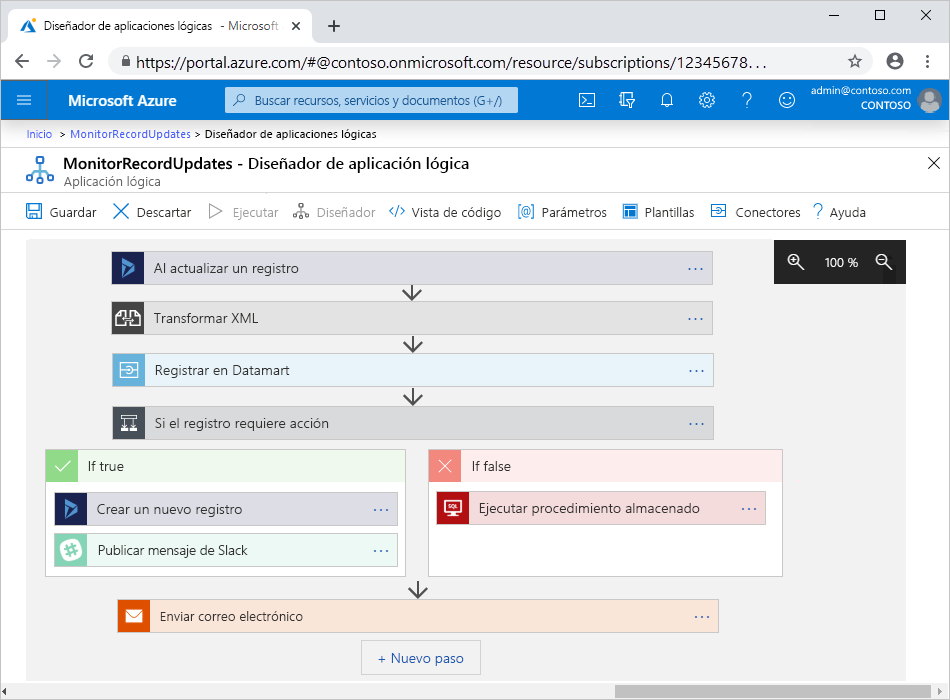 Diseñador de aplicaciones lógicas - Microsoft
https://portal.azure.com/#@contoso.onmicrosoft.com/resource/subscriptions/12345678...
Microsoft Azure
Buscar recursos, servicios y documentos (G+/)
admin@contoso.com
CONTOSO
Inicio > MonitorRecordUpdates > Diseñador de aplicaciones lógicas
MonitorRecordUpdates - Diseñador de aplicación lógica
Aplicación lógica
Guardar Descartar Ejecutar Diseñador Vista de código Parámetros Plantillas Conectores Ayuda
100 %
Al actualizar un registro
Transformar XML
Registrar en Datamart
Si el registro requiere acción
If true
If false
Crear un nuevo registro
SQL
Ejecutar procedimiento almacenado
Publicar mensaje de Slack
Enviar correo electrónico
+ Nuevo paso